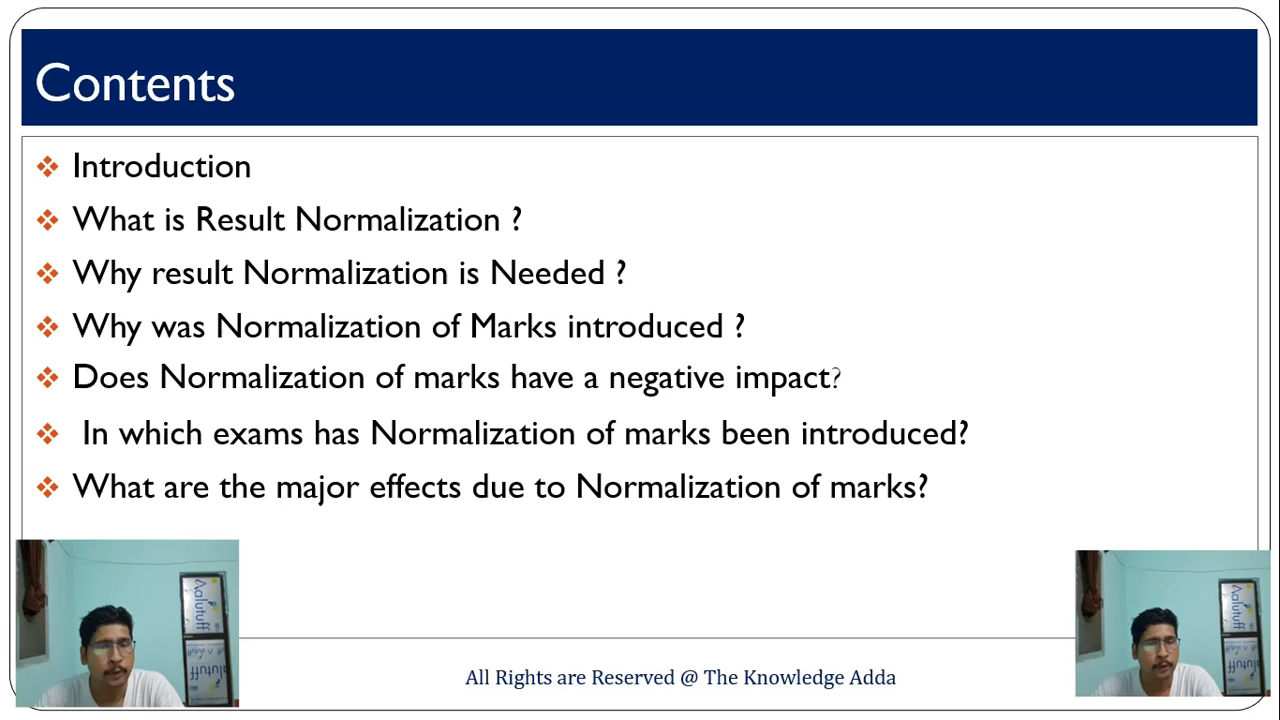 Contents
Introduction
What is Result Normalization ?
Why result Normalization is Needed ?
Why was Normalization of Marks introduced ?
Does Normalization of marks have a negative impact?
In which exams has Normalization of marks been introduced?
What are the major effects due to Normalization of marks?
All Rights are Reserved @ The Knowledge Adda